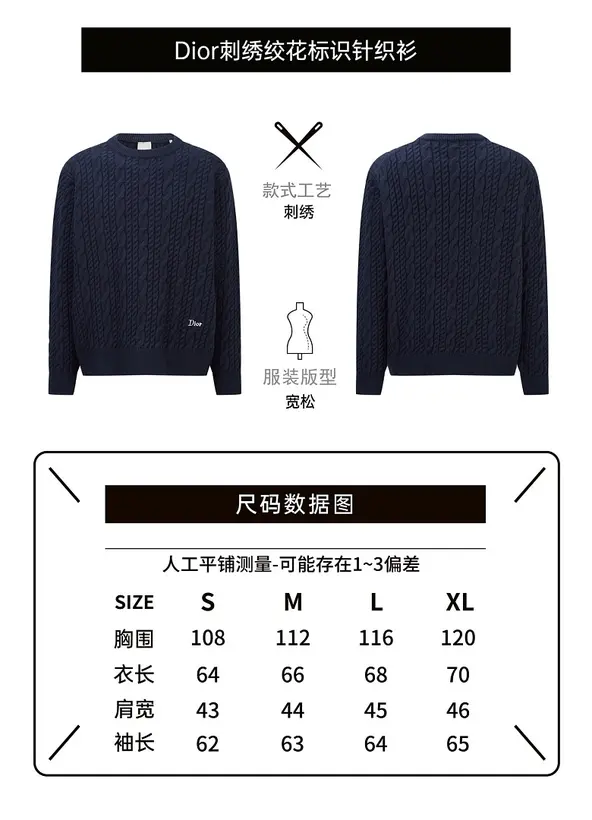 Dior刺绣绞花标识针织衫
款式工艺
刺绣
Dior
服装版型
宽松
尺码数据图
人工平铺测量-可能存在1~3偏差
SIZE S M L XL
胸围 108 112 116 120
衣长 64 66 68 70
肩宽 43 44 45 46
袖长 62 63 64 65